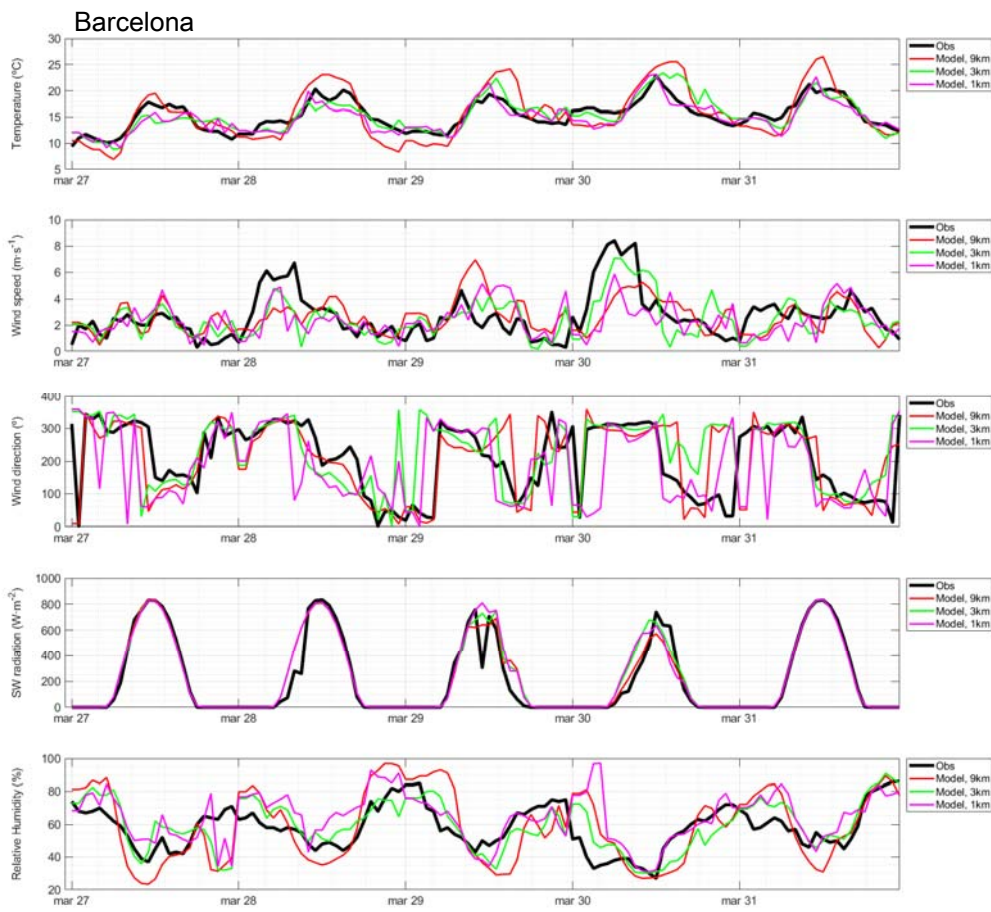 Barcelona
Temperature (ºC)
30
25
20
15
10
5
mar 27
mar 28
mar 29
mar 30
mar 31
Obs
Model, 9km
Model, 3km
Model, 1km
Wind speed (m·s⁻¹)
10
8
6
4
2
0
mar 27
mar 28
mar 29
mar 30
mar 31
Obs
Model, 9km
Model, 3km
Model, 1km
Wind direction (º)
400
300
200
100
0
mar 27
mar 28
mar 29
mar 30
mar 31
Obs
Model, 9km
Model, 3km
Model, 1km
SW radiation (W·m⁻²)
1000
800
600
400
200
0
mar 27
mar 28
mar 29
mar 30
mar 31
Obs
Model, 9km
Model, 3km
Model, 1km
Relative Humidity (%)
100
80
60
40
20
mar 27
mar 28
mar 29
mar 30
mar 31
Obs
Model, 9km
Model, 3km
Model, 1km